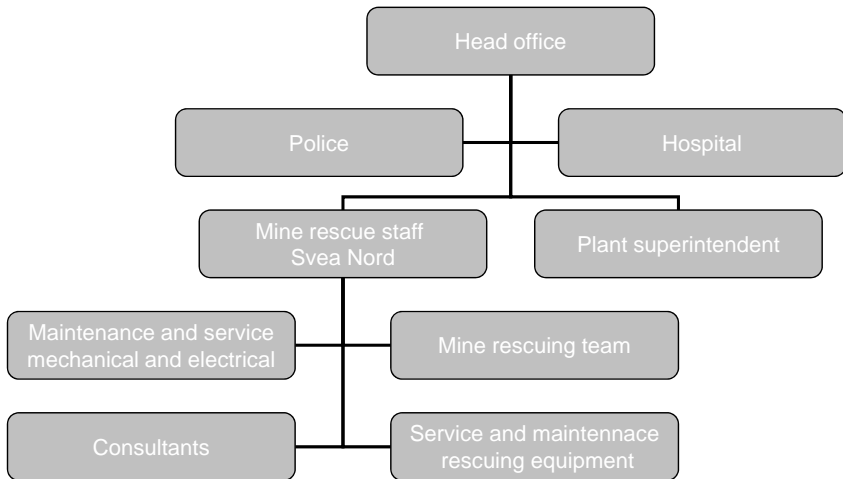 Head office
Police
Hospital
Mine rescue staff
Svea Nord
Plant superintendent
Maintenance and service
mechanical and electrical
Mine rescuing team
Consultants
Service and maintennace
rescuing equipment